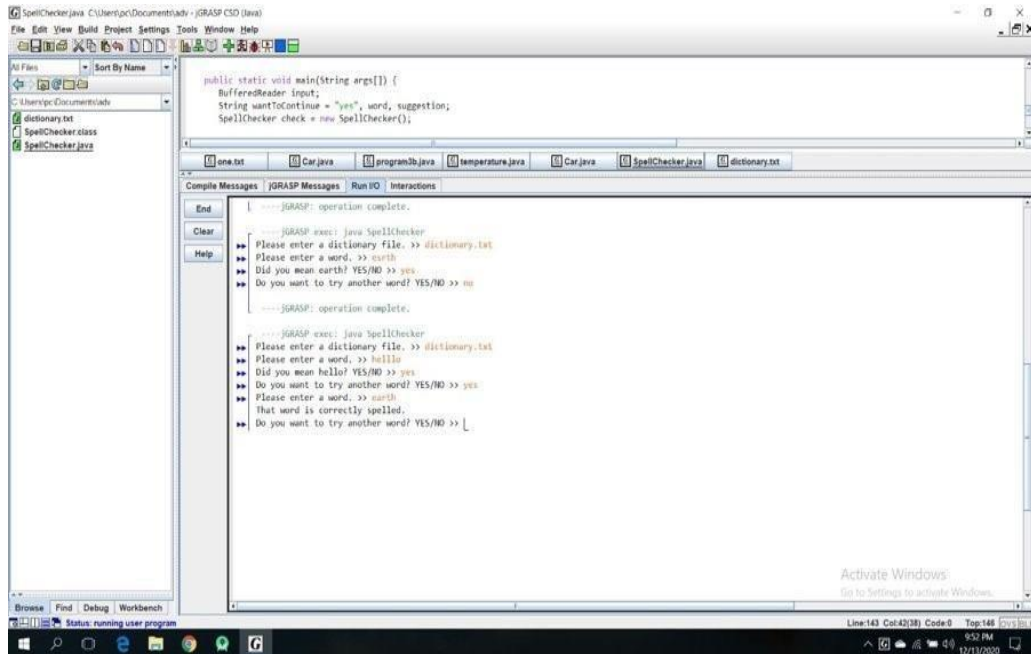 SpellChecker.java C:\Users\pc\Documents\adv - jGRASP CSD (Java)
File Edit View Build Project Settings Tools Window Help
All Files Sort By Name
C:\Users\pc\Documents\adv
dictionary.txt
SpellChecker.class
SpellChecker.java
public static void main(String args[]) {
BufferedReader input;
String wantToContinue = "yes", word, suggestion;
SpellChecker check = new SpellChecker();
one.txt Car.java program3b.java temperature.java Car.java SpellChecker.java dictionary.txt
Compile Messages jGRASP Messages Run I/O Interactions
End
Clear
Help
----jGRASP: operation complete.
----jGRASP exec: java SpellChecker
Please enter a dictionary file. >> dictionary.txt
Please enter a word. >> esrth
Did you mean earth? YES/NO >> yes
Do you want to try another word? YES/NO >> no
----jGRASP: operation complete.
----jGRASP exec: java SpellChecker
Please enter a dictionary file. >> dictionary.txt
Please enter a word. >> helllo
Did you mean hello? YES/NO >> yes
Do you want to try another word? YES/NO >> yes
Please enter a word. >> earth
That word is correctly spelled.
Do you want to try another word? YES/NO >>
Activate Windows
Go to Settings to activate Windows.
Browse Find Debug Workbench
Status: running user program
Line:143 Col:42(38) Code:0 Top:146 OVS BLK
9:52 PM
12/13/2020